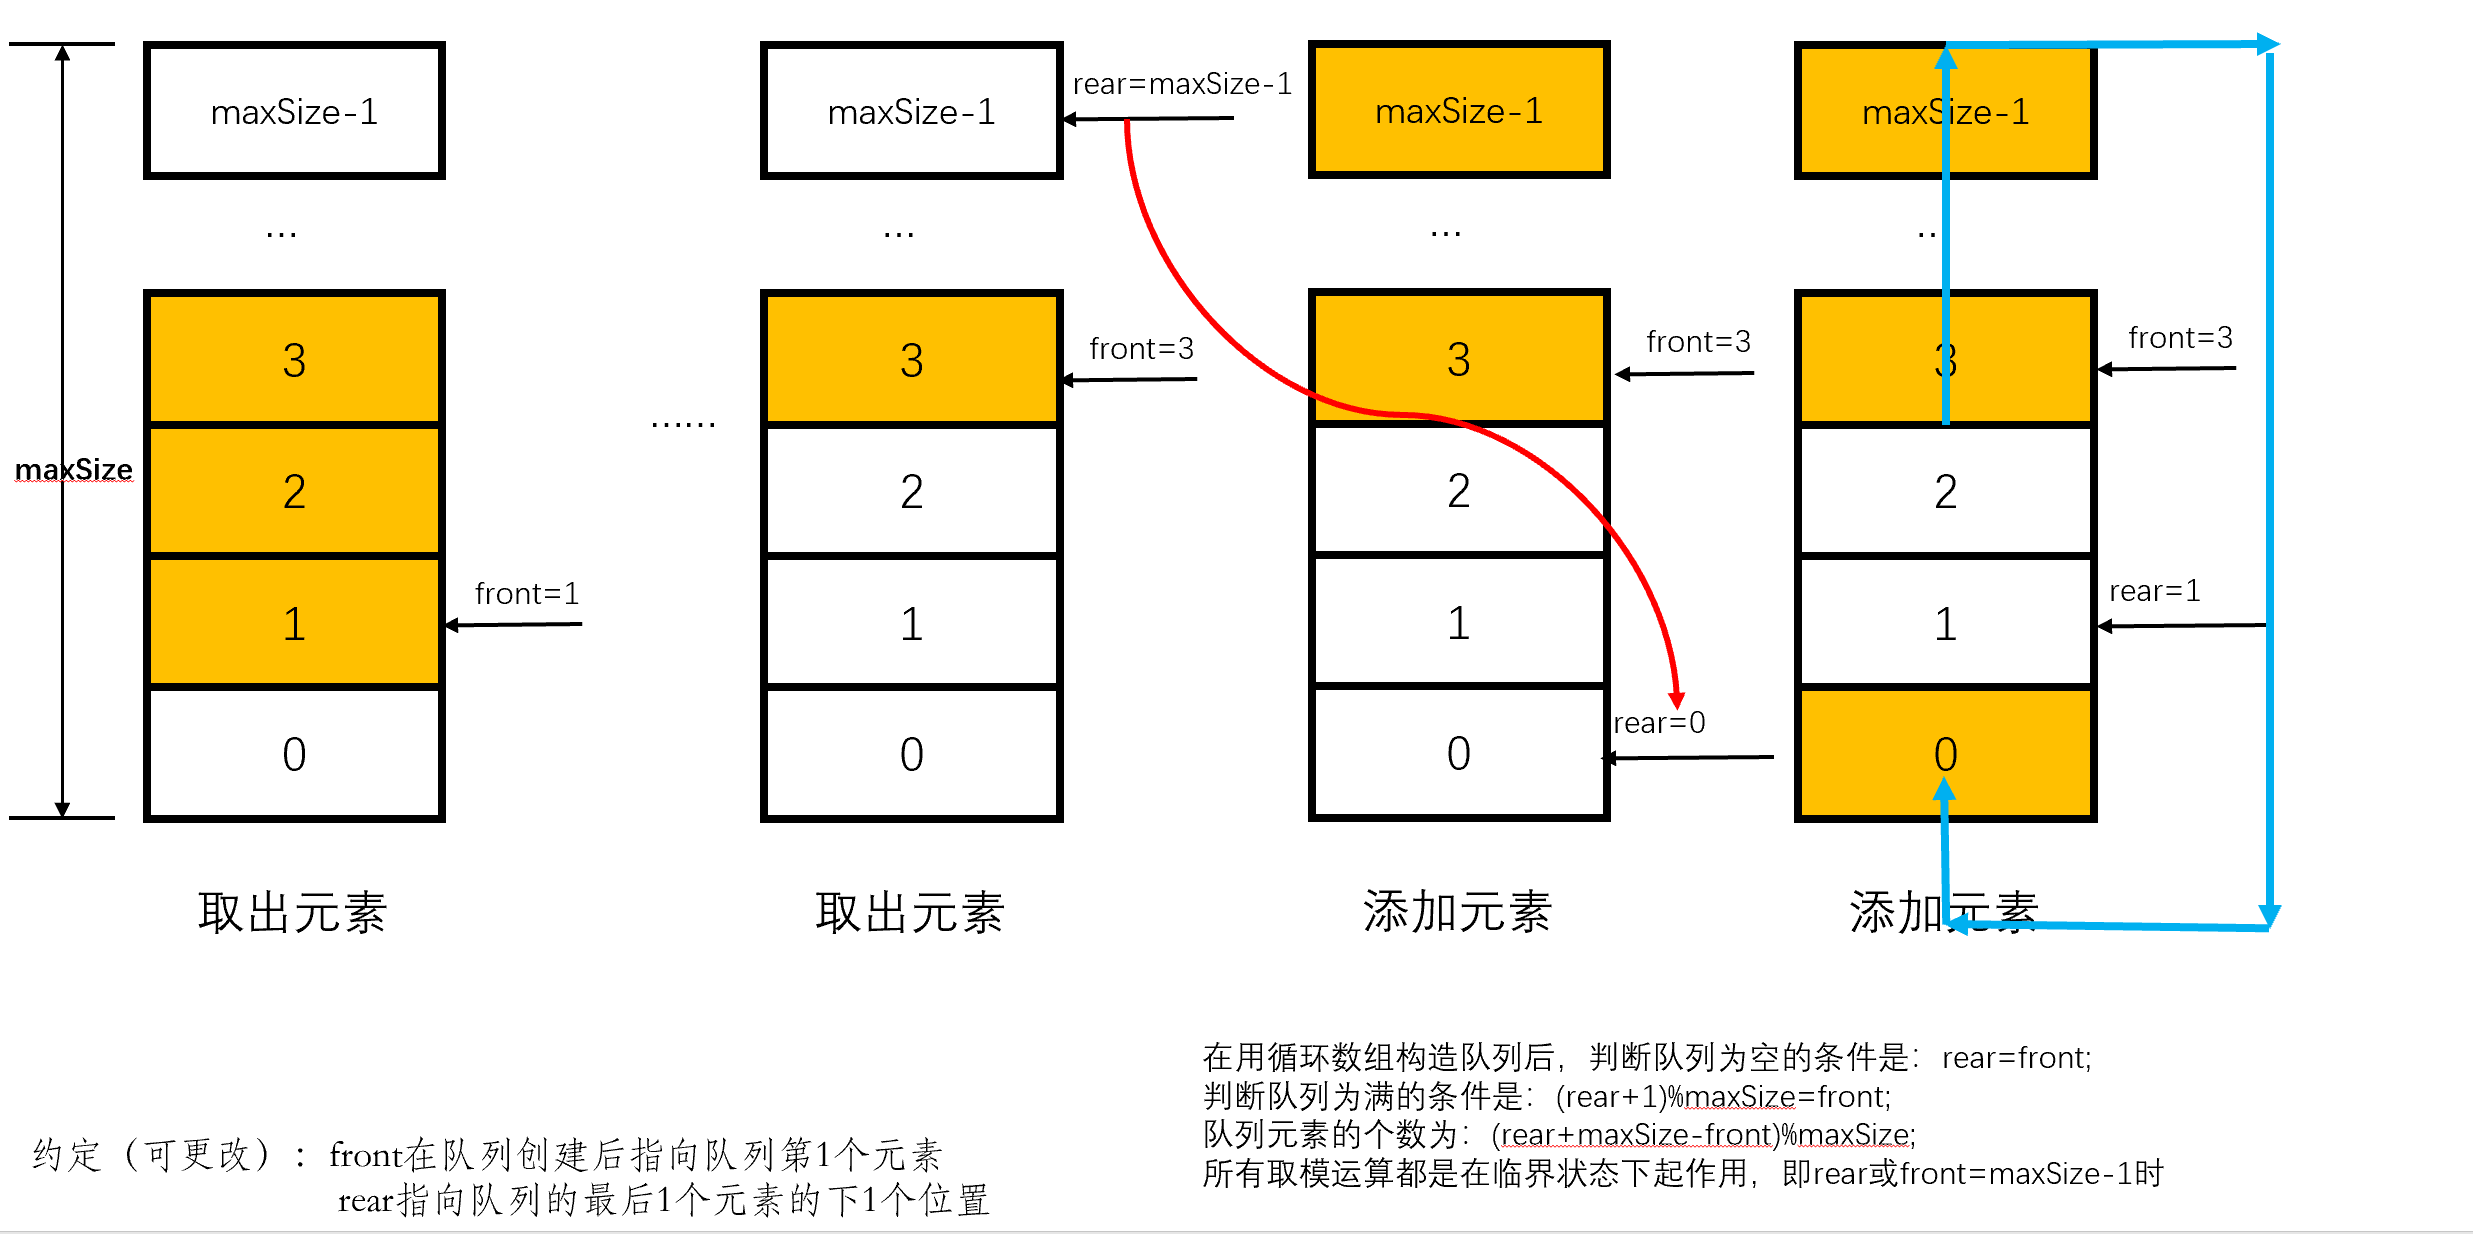 maxSize
maxSize-1
...
3
2
1
0
front=1
取出元素
......
maxSize-1
...
3
2
1
0
rear=maxSize-1
front=3
取出元素
maxSize-1
...
3
2
1
0
front=3
rear=0
添加元素
maxSize-1
..
3
2
1
0
front=3
rear=1
添加元素
约定（可更改）：front在队列创建后指向队列第1个元素
rear指向队列的最后1个元素的下1个位置
在用循环数组构造队列后，判断队列为空的条件是：rear=front;
判断队列为满的条件是：(rear+1)%maxSize=front;
队列元素的个数为：(rear+maxSize-front)%maxSize;
所有取模运算都是在临界状态下起作用，即rear或front=maxSize-1时